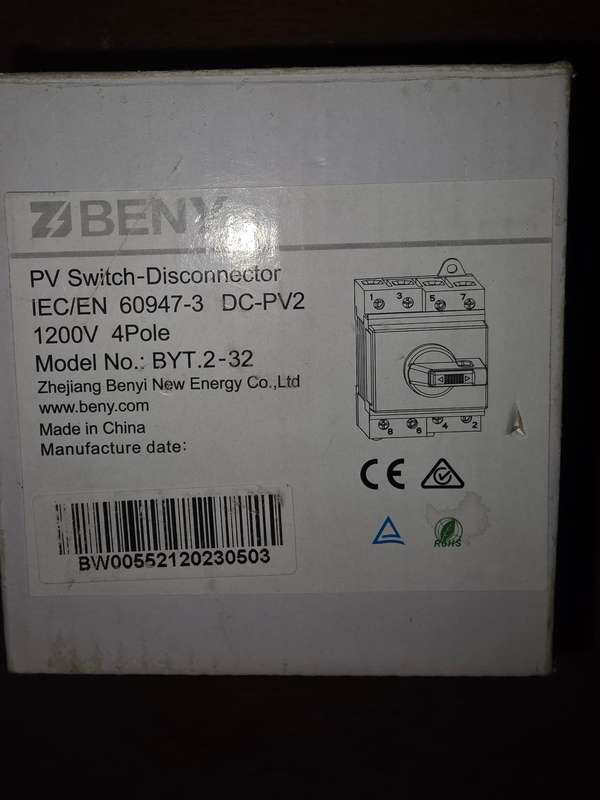 BENY
PV Switch-Disconnector
IEC/EN 60947-3 DC-PV2
1200V 4Pole
Model No.: BYT.2-32
Zhejiang Benyi New Energy Co.,Ltd
www.beny.com
Made in China
Manufacture date:
1 3 5 7
8 6 4 2
CE
RoHS
BW00552120230503